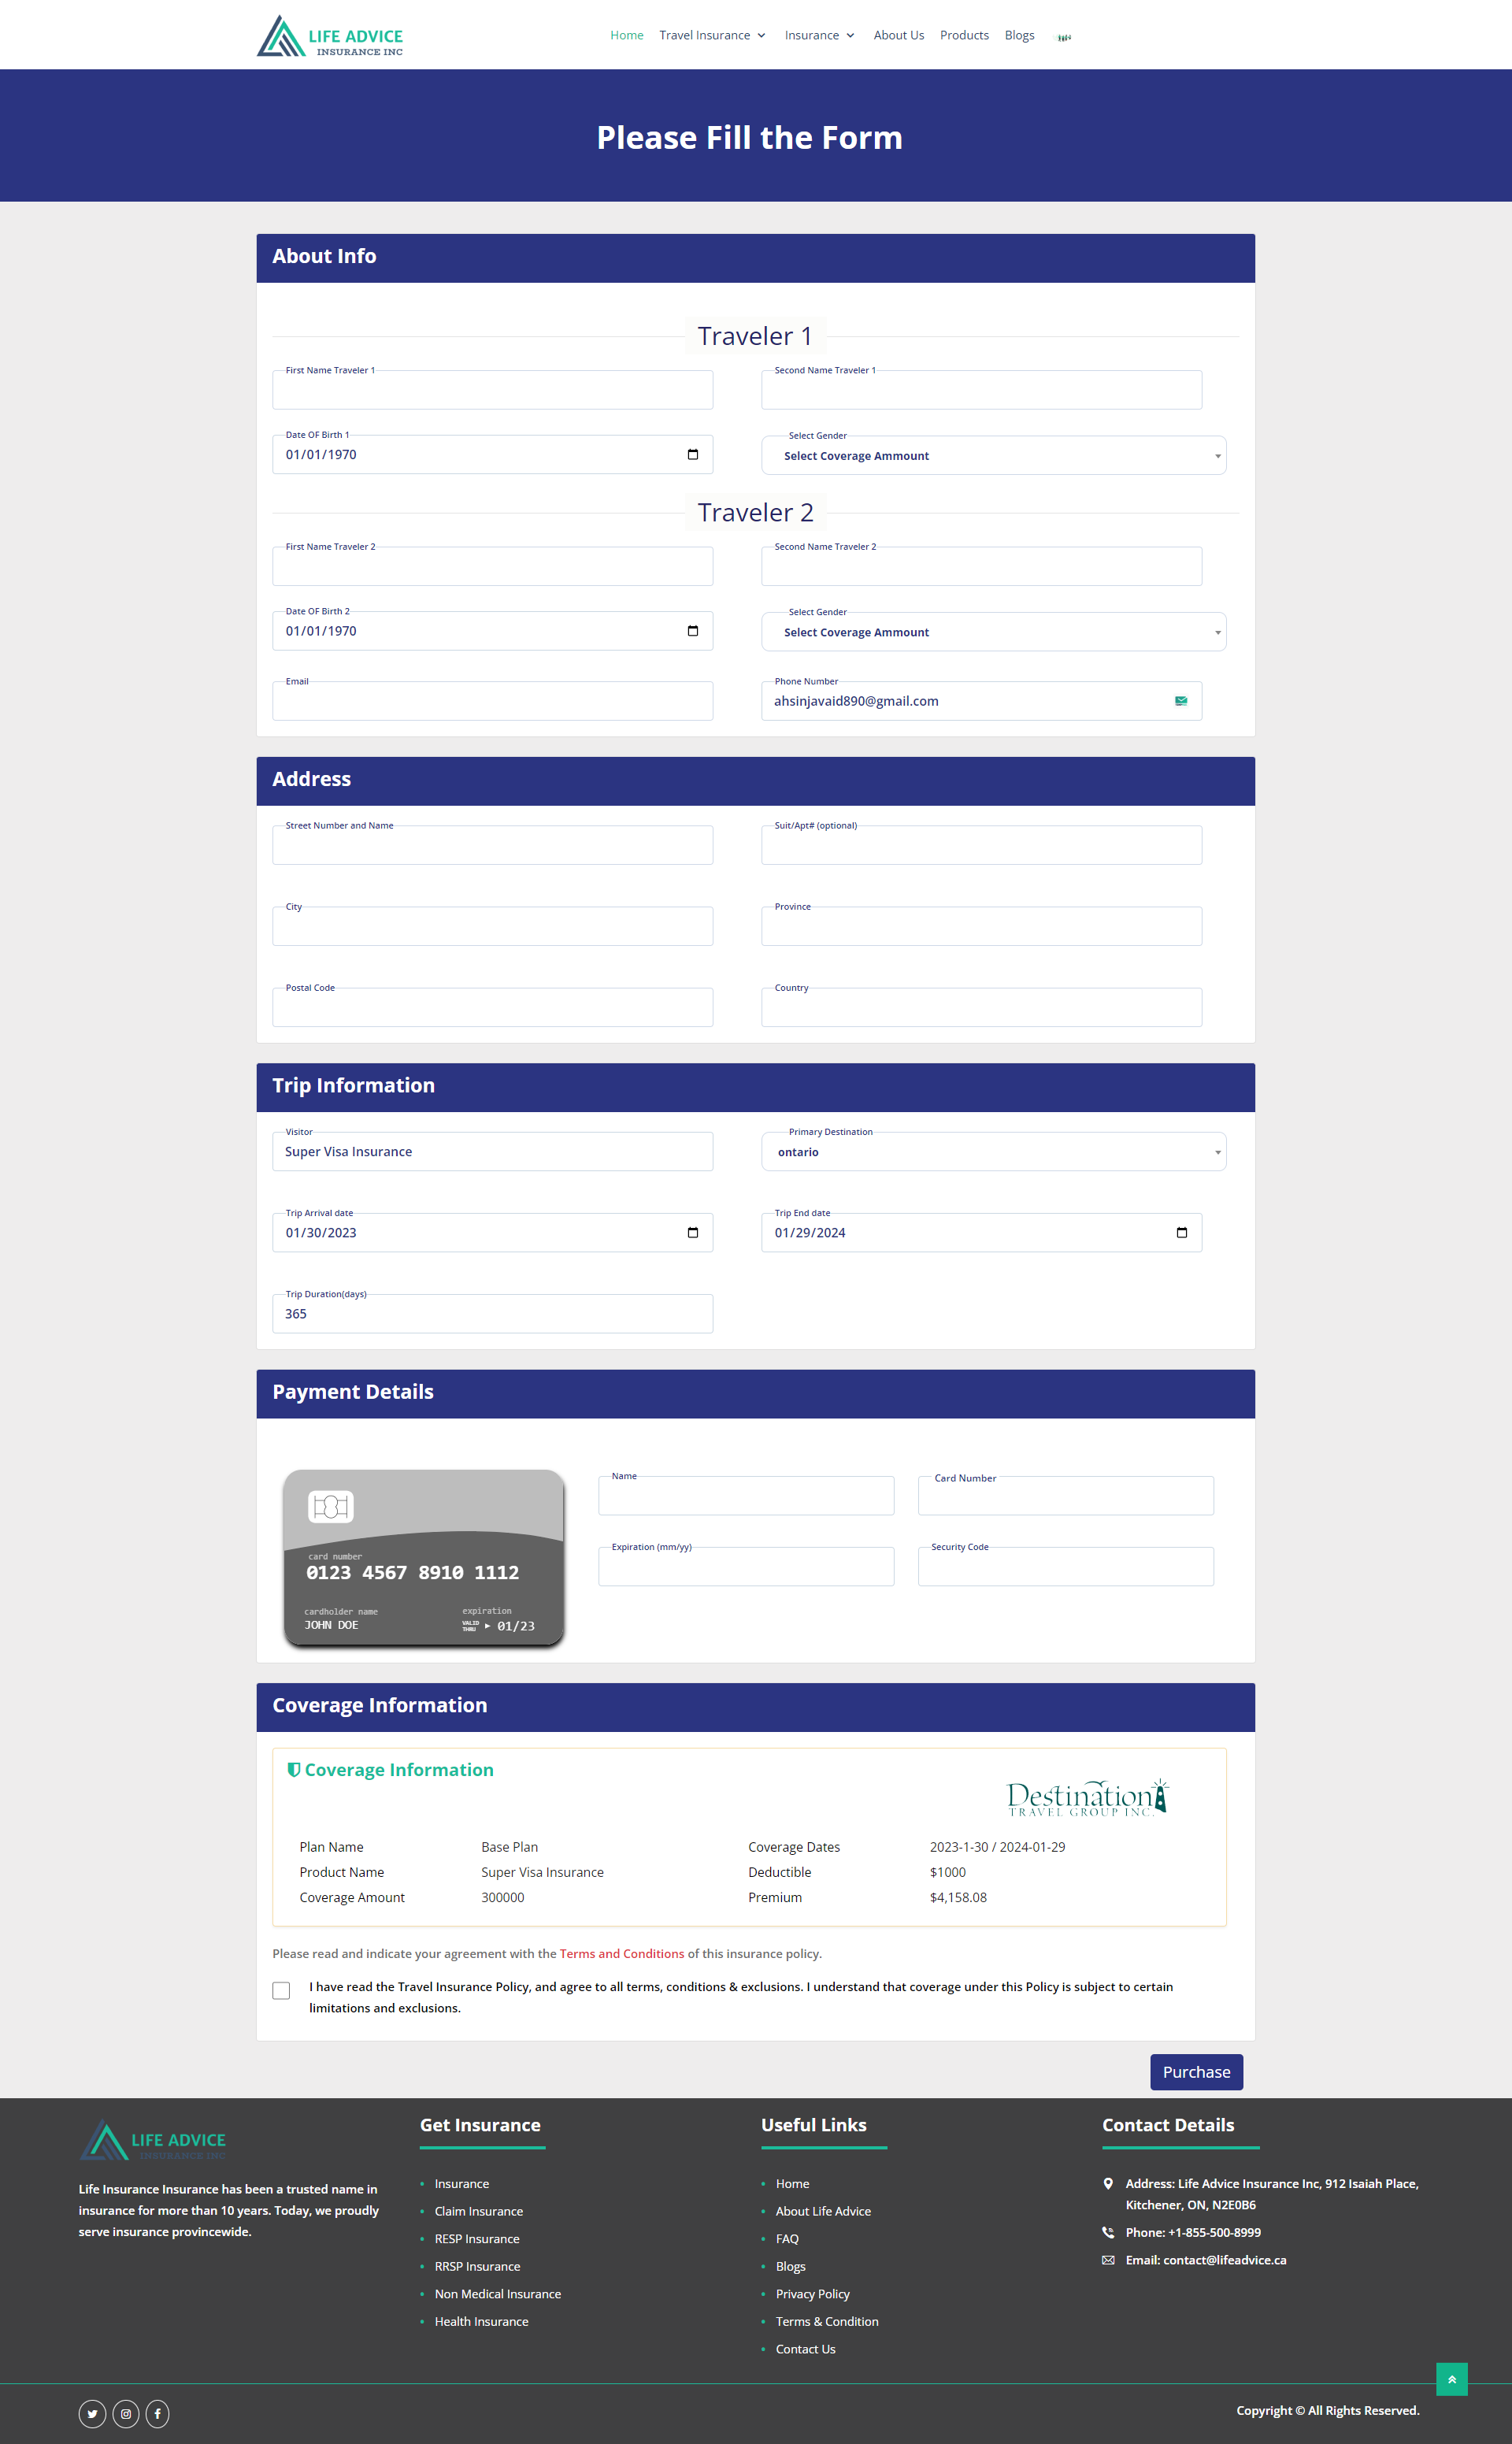 LIFE ADVICE
INSURANCE INC
Home Travel Insurance Insurance About Us Products Blogs
Please Fill the Form
About Info
Traveler 1
First Name Traveler 1 Second Name Traveler 1
Date OF Birth 1 Select Gender
01/01/1970 Select Coverage Ammount
Traveler 2
First Name Traveler 2 Second Name Traveler 2
Date OF Birth 2 Select Gender
01/01/1970 Select Coverage Ammount
Email Phone Number
ahsinjavaid890@gmail.com
Address
Street Number and Name Suit/Apt# (optional)
City Province
Postal Code Country
Trip Information
Visitor Primary Destination
Super Visa Insurance ontario
Trip Arrival date Trip End date
01/30/2023 01/29/2024
Trip Duration(days)
365
Payment Details
Name Card Number
Expiration (mm/yy) Security Code
card number
0123 4567 8910 1112
cardholder name expiration
JOHN DOE VALID THRU 01/23
Coverage Information
Coverage Information
Destination
TRAVEL GROUP INC.
Plan Name Base Plan Coverage Dates 2023-1-30 / 2024-01-29
Product Name Super Visa Insurance Deductible $1000
Coverage Amount 300000 Premium $4,158.08
Please read and indicate your agreement with the Terms and Conditions of this insurance policy.
I have read the Travel Insurance Policy, and agree to all terms, conditions & exclusions. I understand that coverage under this Policy is subject to certain
limitations and exclusions.
Purchase
LIFE ADVICE
INSURANCE INC
Life Insurance Insurance has been a trusted name in
insurance for more than 10 years. Today, we proudly
serve insurance provincewide.
Get Insurance
Insurance
Claim Insurance
RESP Insurance
RRSP Insurance
Non Medical Insurance
Health Insurance
Useful Links
Home
About Life Advice
FAQ
Blogs
Privacy Policy
Terms & Condition
Contact Us
Contact Details
Address: Life Advice Insurance Inc, 912 Isaiah Place,
Kitchener, ON, N2E0B6
Phone: +1-855-500-8999
Email: contact@lifeadvice.ca
Copyright © All Rights Reserved.